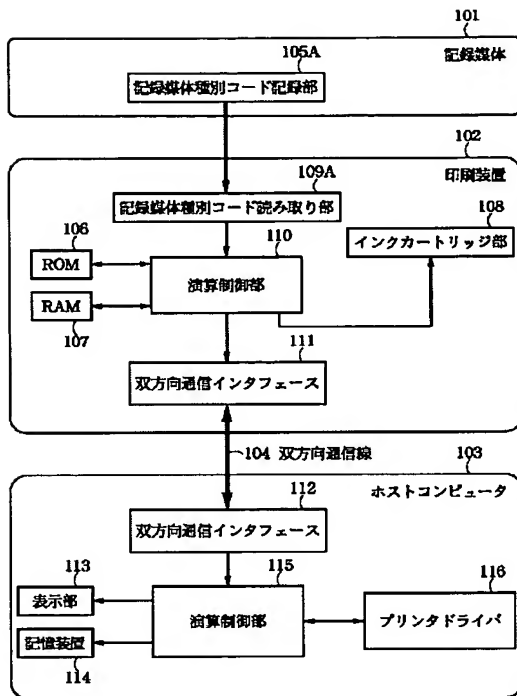 101
記録媒体
105A
記録媒体種別コード記録部
102
印刷装置
109A
記録媒体種別コード読み取り部
108
インクカートリッジ部
106
ROM
110
演算制御部
RAM
107
111
双方向通信インタフェース
104 双方向通信線
103
ホストコンピュータ
112
双方向通信インタフェース
113
表示部
115
演算制御部
116
プリンタドライバ
記憶装置
114